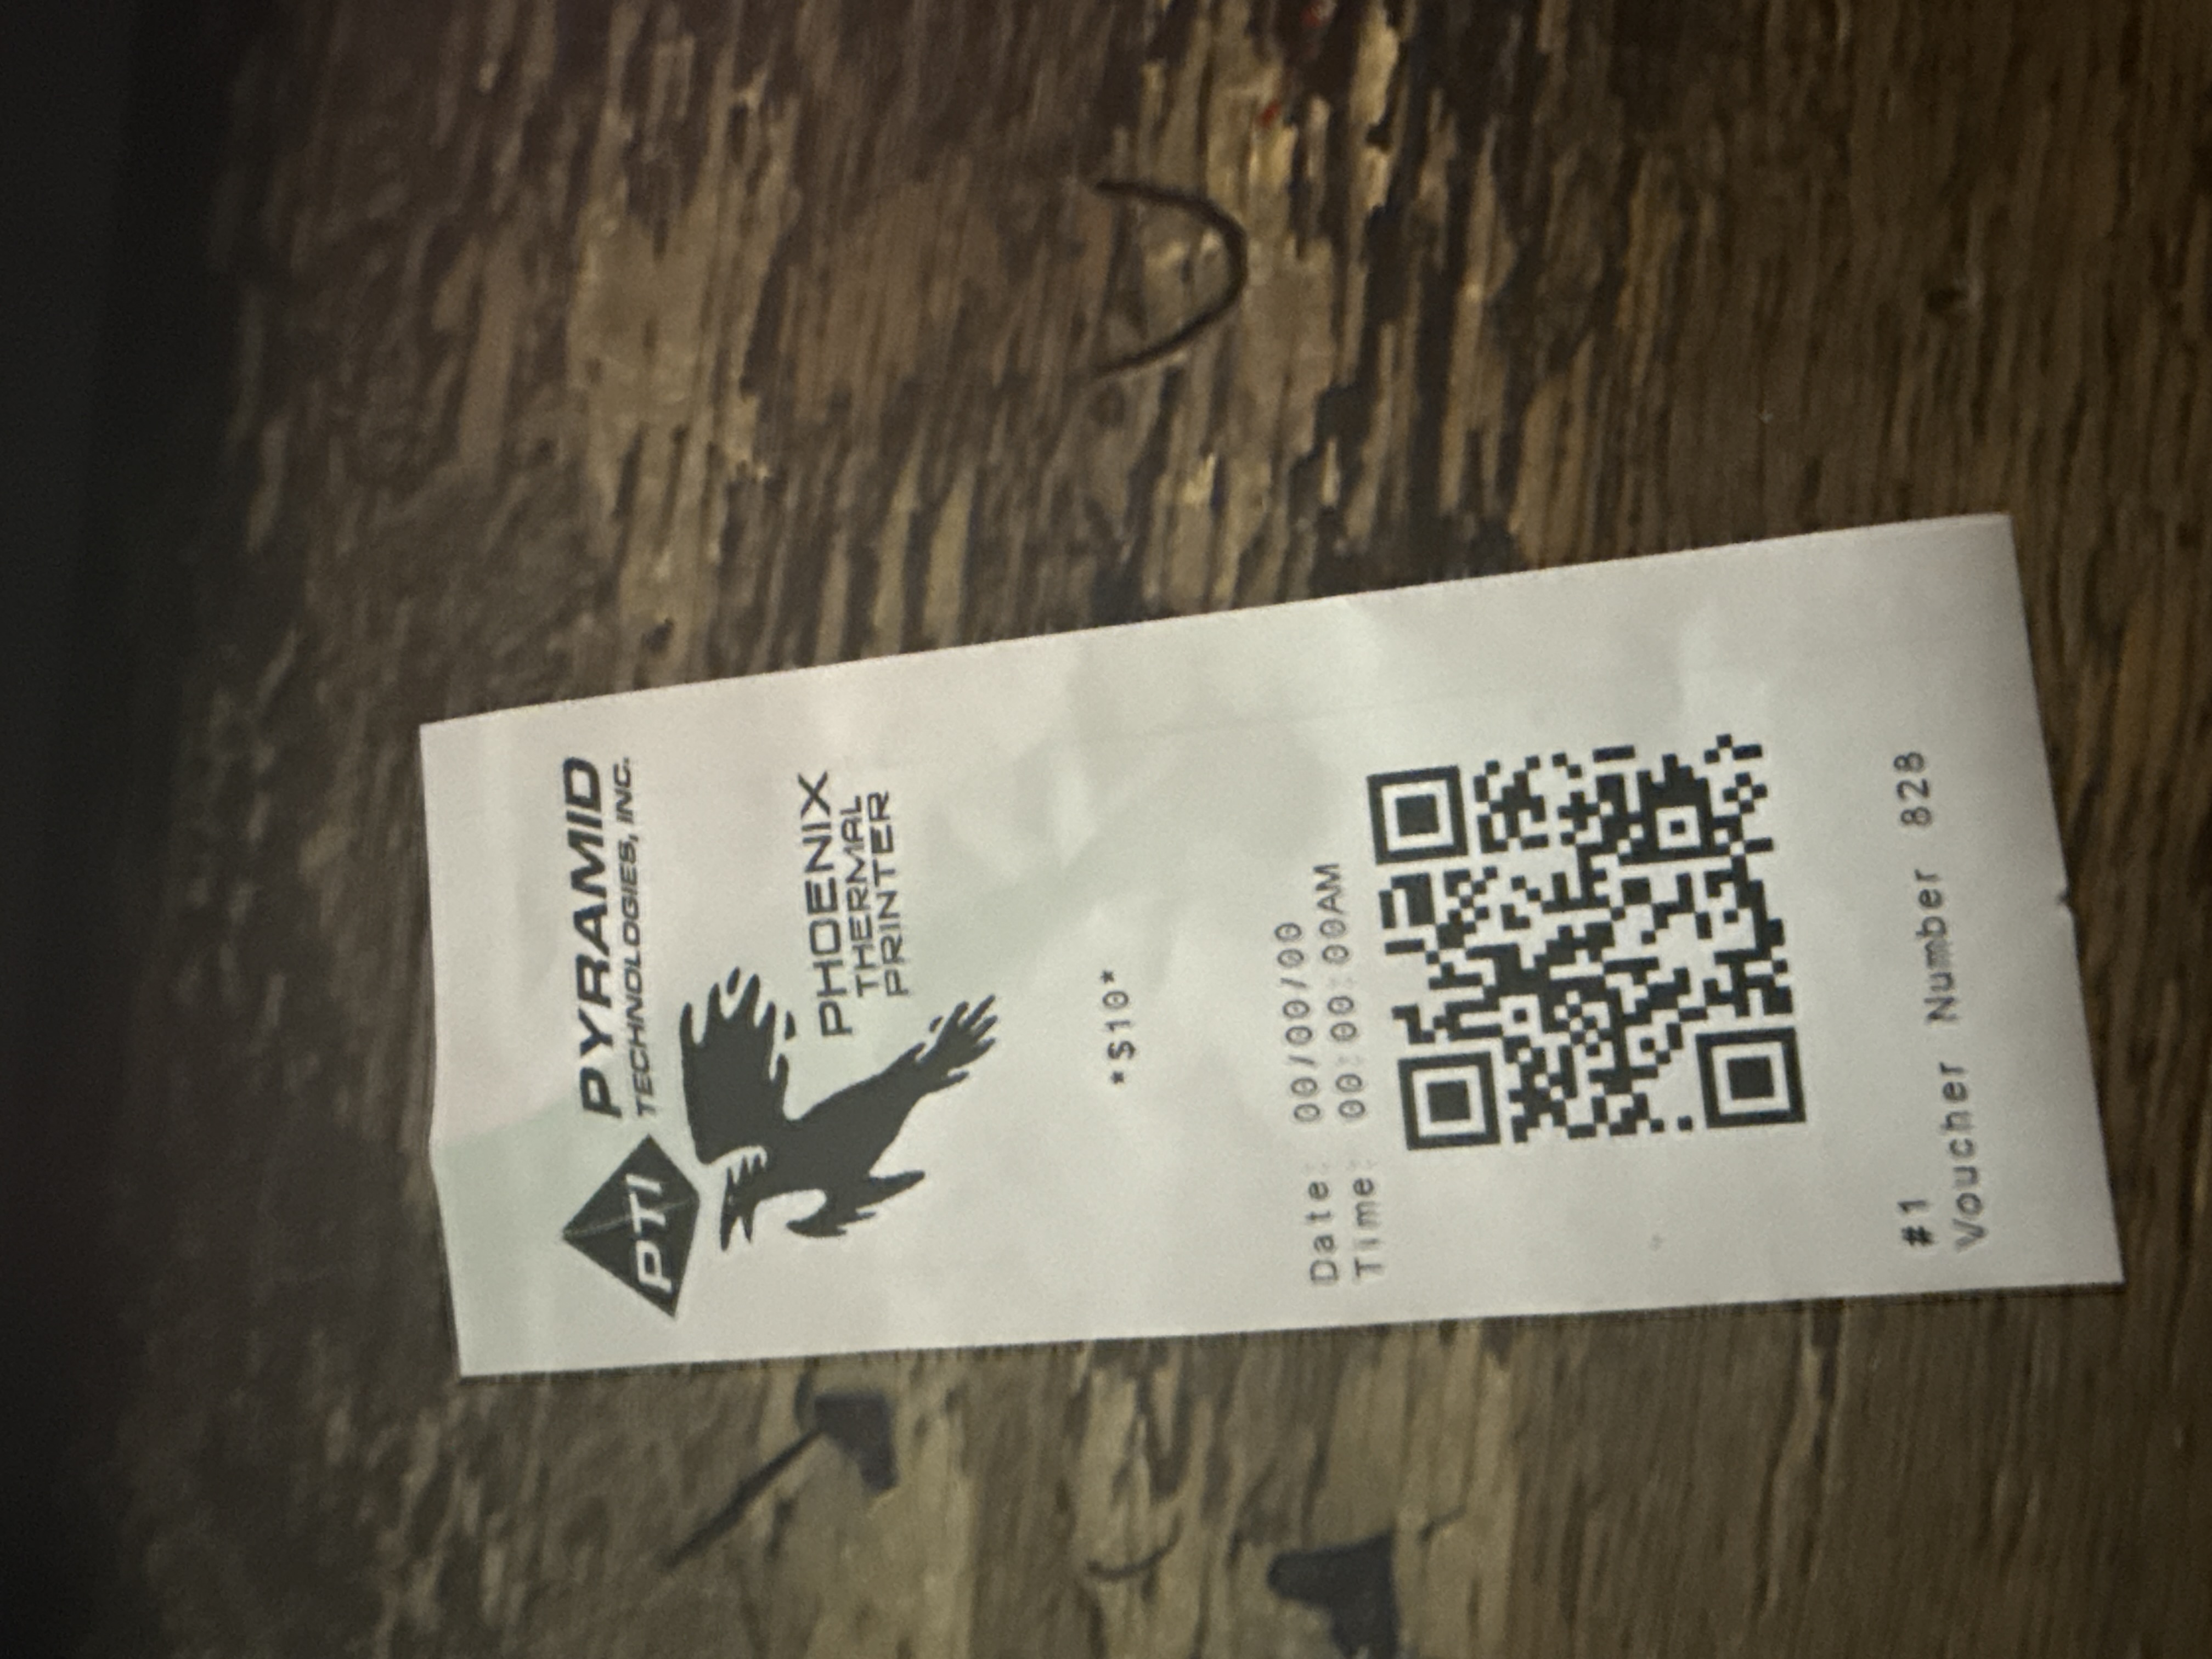 PTI
PYRAMID
TECHNOLOGIES, INC.
PHOENIX
THERMAL
PRINTER
*$10*
Date: 00/00/00
Time: 00:00:00AM
#1
Voucher Number 828